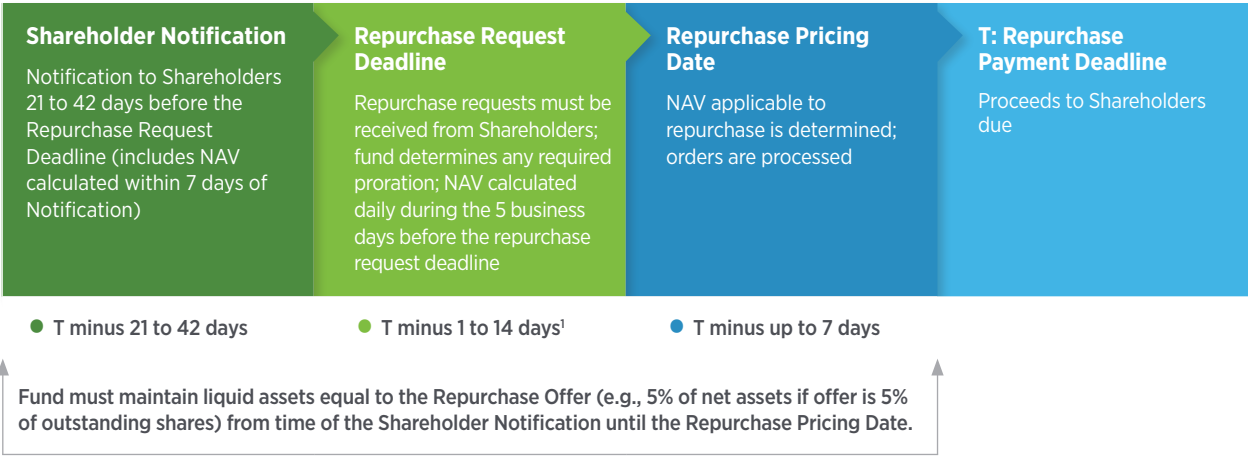 Shareholder Notification
Notification to Shareholders
21 to 42 days before the
Repurchase Request
Deadline (includes NAV
calculated within 7 days of
Notification)
Repurchase Request
Deadline
Repurchase requests must be
received from Shareholders;
fund determines any required
proration; NAV calculated
daily during the 5 business
days before the repurchase
request deadline
Repurchase Pricing
Date
NAV applicable to
repurchase is determined;
orders are processed
T: Repurchase
Payment Deadline
Proceeds to Shareholders
due
T minus 21 to 42 days
T minus 1 to 14 days¹
T minus up to 7 days
Fund must maintain liquid assets equal to the Repurchase Offer (e.g., 5% of net assets if offer is 5%
of outstanding shares) from time of the Shareholder Notification until the Repurchase Pricing Date.